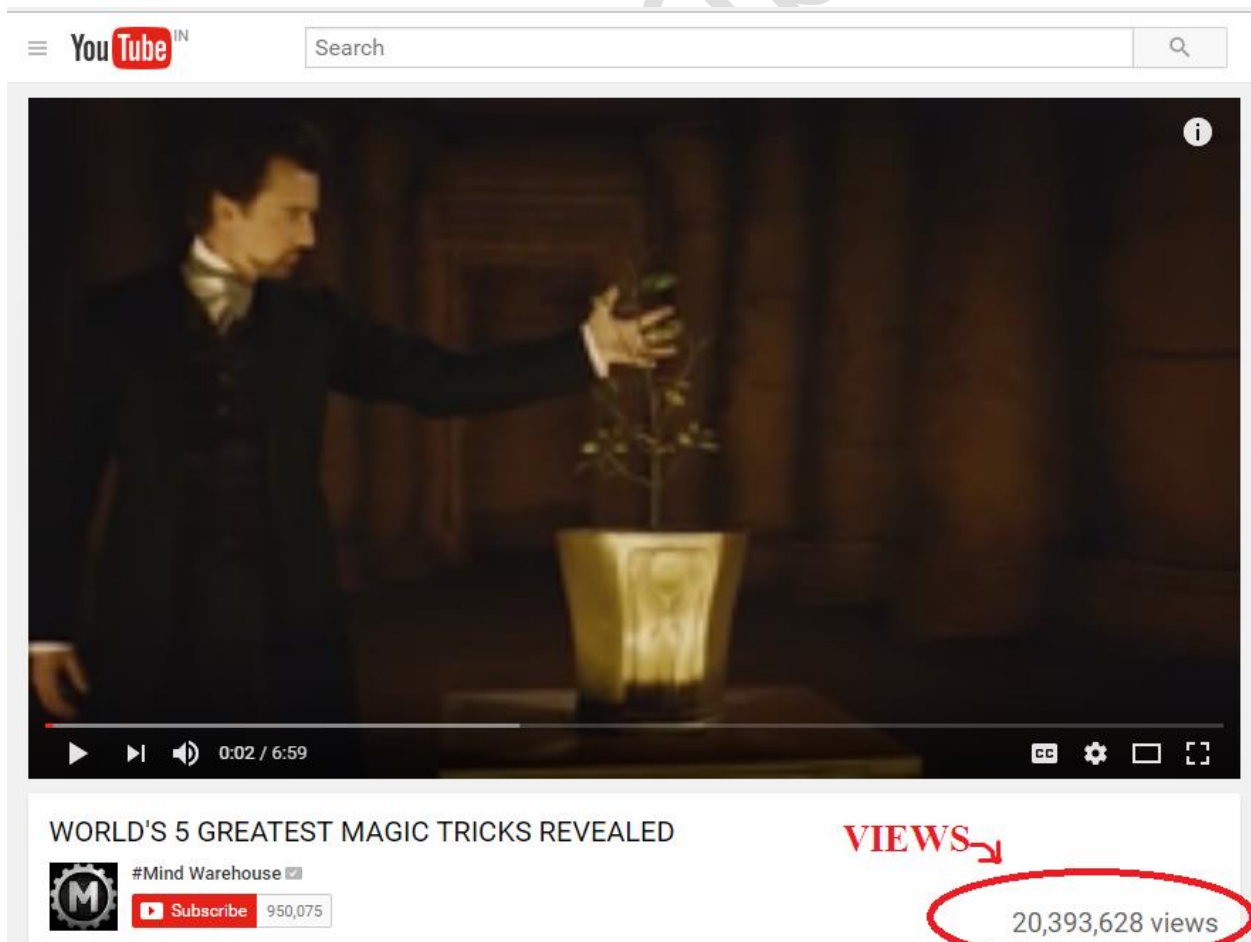 YouTube IN
Search
0:02 / 6:59
CC
WORLD'S 5 GREATEST MAGIC TRICKS REVEALED
VIEWS
#Mind Warehouse
M
Subscribe 950,075
20,393,628 views